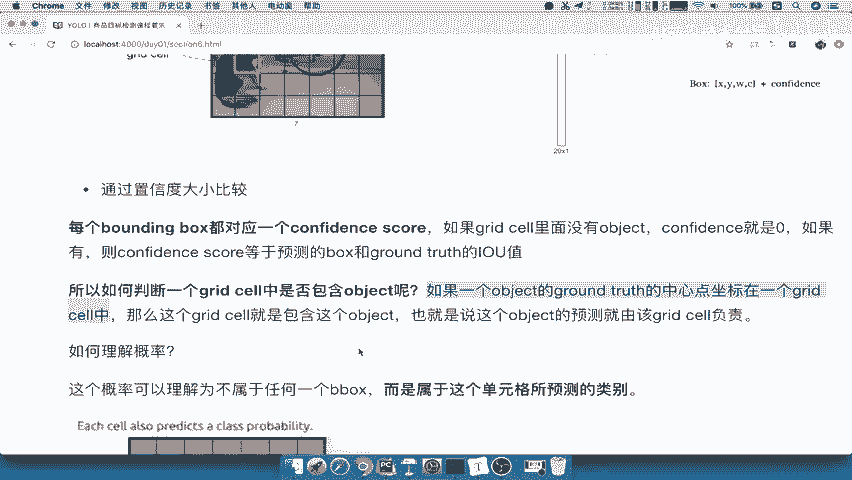 Chrome 文件 修改 视图 历史记录 书签 其他人 电动窗 帮助
100%
localhost:4000/duy01/section6.html
grid cell
7
Box: [x,y,w,c] + confidence
20x1
• 通过置信度大小比较
每个bounding box都对应一个confidence score，如果grid cell里面没有object，confidence就是0，如果
有，则confidence score等于预测的box和ground truth的IOU值
所以如何判断一个grid cell中是否包含object呢？如果一个object的ground truth的中心点坐标在一个grid
cell中，那么这个grid cell就是包含这个object，也就是说这个object的预测就由该grid cell负责。
如何理解概率？
这个概率可以理解为不属于任何一个bbox，而是属于这个单元格所预测的类别。
Each cell also predicts a class probability.